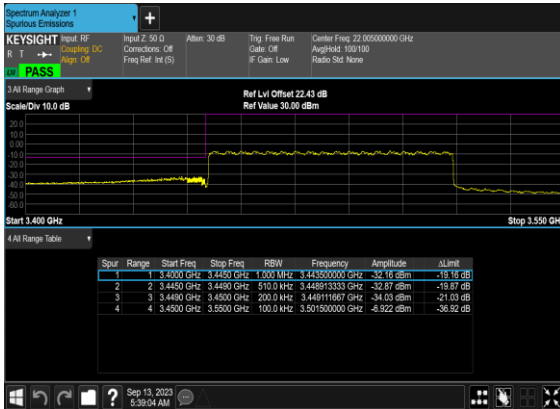 Spectrum Analyzer 1
Spurious Emissions
+
KEYSIGHT Input: RF Input Z: 50 Ω Atten: 30 dB Trig: Free Run Center Freq: 22.005000000 GHz
R T Coupling: DC Corrections: Off Gate: Off Avg|Hold: 100/100
Align: Off Freq Ref: Int (S) IF Gain: Low Radio Std: None
PASS
3 All Range Graph
Ref Lvl Offset 22.43 dB
Scale/Div 10.0 dB Ref Value 30.00 dBm
20.0
10.0
0.00
-10.0
-20.0
-30.0
-40.0
-50.0
-60.0
Start 3.400 GHz Stop 3.550 GHz
4 All Range Table
Spur Range Start Freq Stop Freq RBW Frequency Amplitude ΔLimit
1 1 3.4000 GHz 3.4450 GHz 1.000 MHz 3.443500000 GHz -32.16 dBm -19.16 dB
2 2 3.4450 GHz 3.4490 GHz 510.0 kHz 3.448913333 GHz -32.87 dBm -19.87 dB
3 3 3.4490 GHz 3.4500 GHz 200.0 kHz 3.449111667 GHz -34.03 dBm -21.03 dB
4 4 3.4500 GHz 3.5500 GHz 100.0 kHz 3.501500000 GHz -6.922 dBm -36.92 dB
? Sep 13, 2023
5:39:04 AM